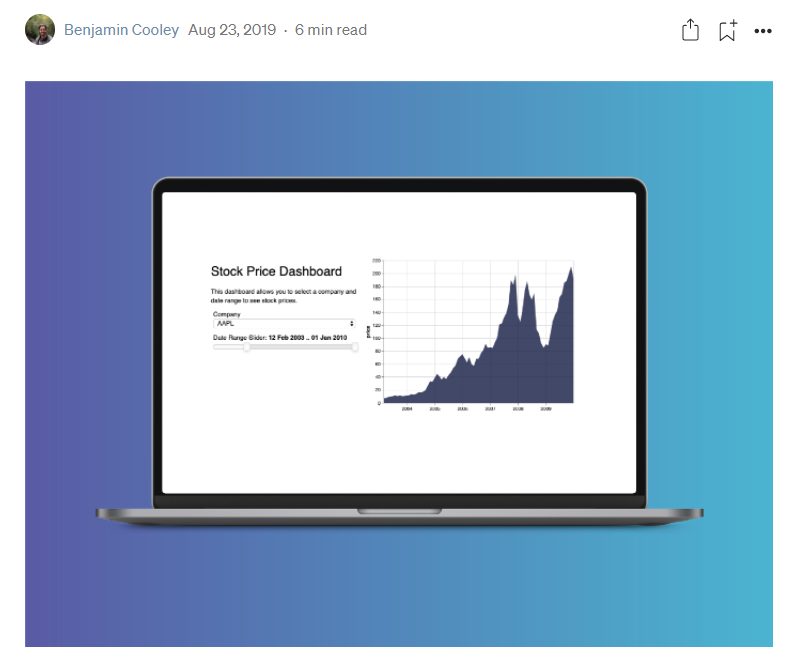 Benjamin Cooley Aug 23, 2019 · 6 min read
Stock Price Dashboard
This dashboard allows you to select a company and
date range to see stock prices.
Company
AAPL
Date Range Slider: 12 Feb 2003 .. 01 Jan 2010
220
200
180
160
140
120
100
80
60
40
20
0
price
2004 2005 2006 2007 2008 2009